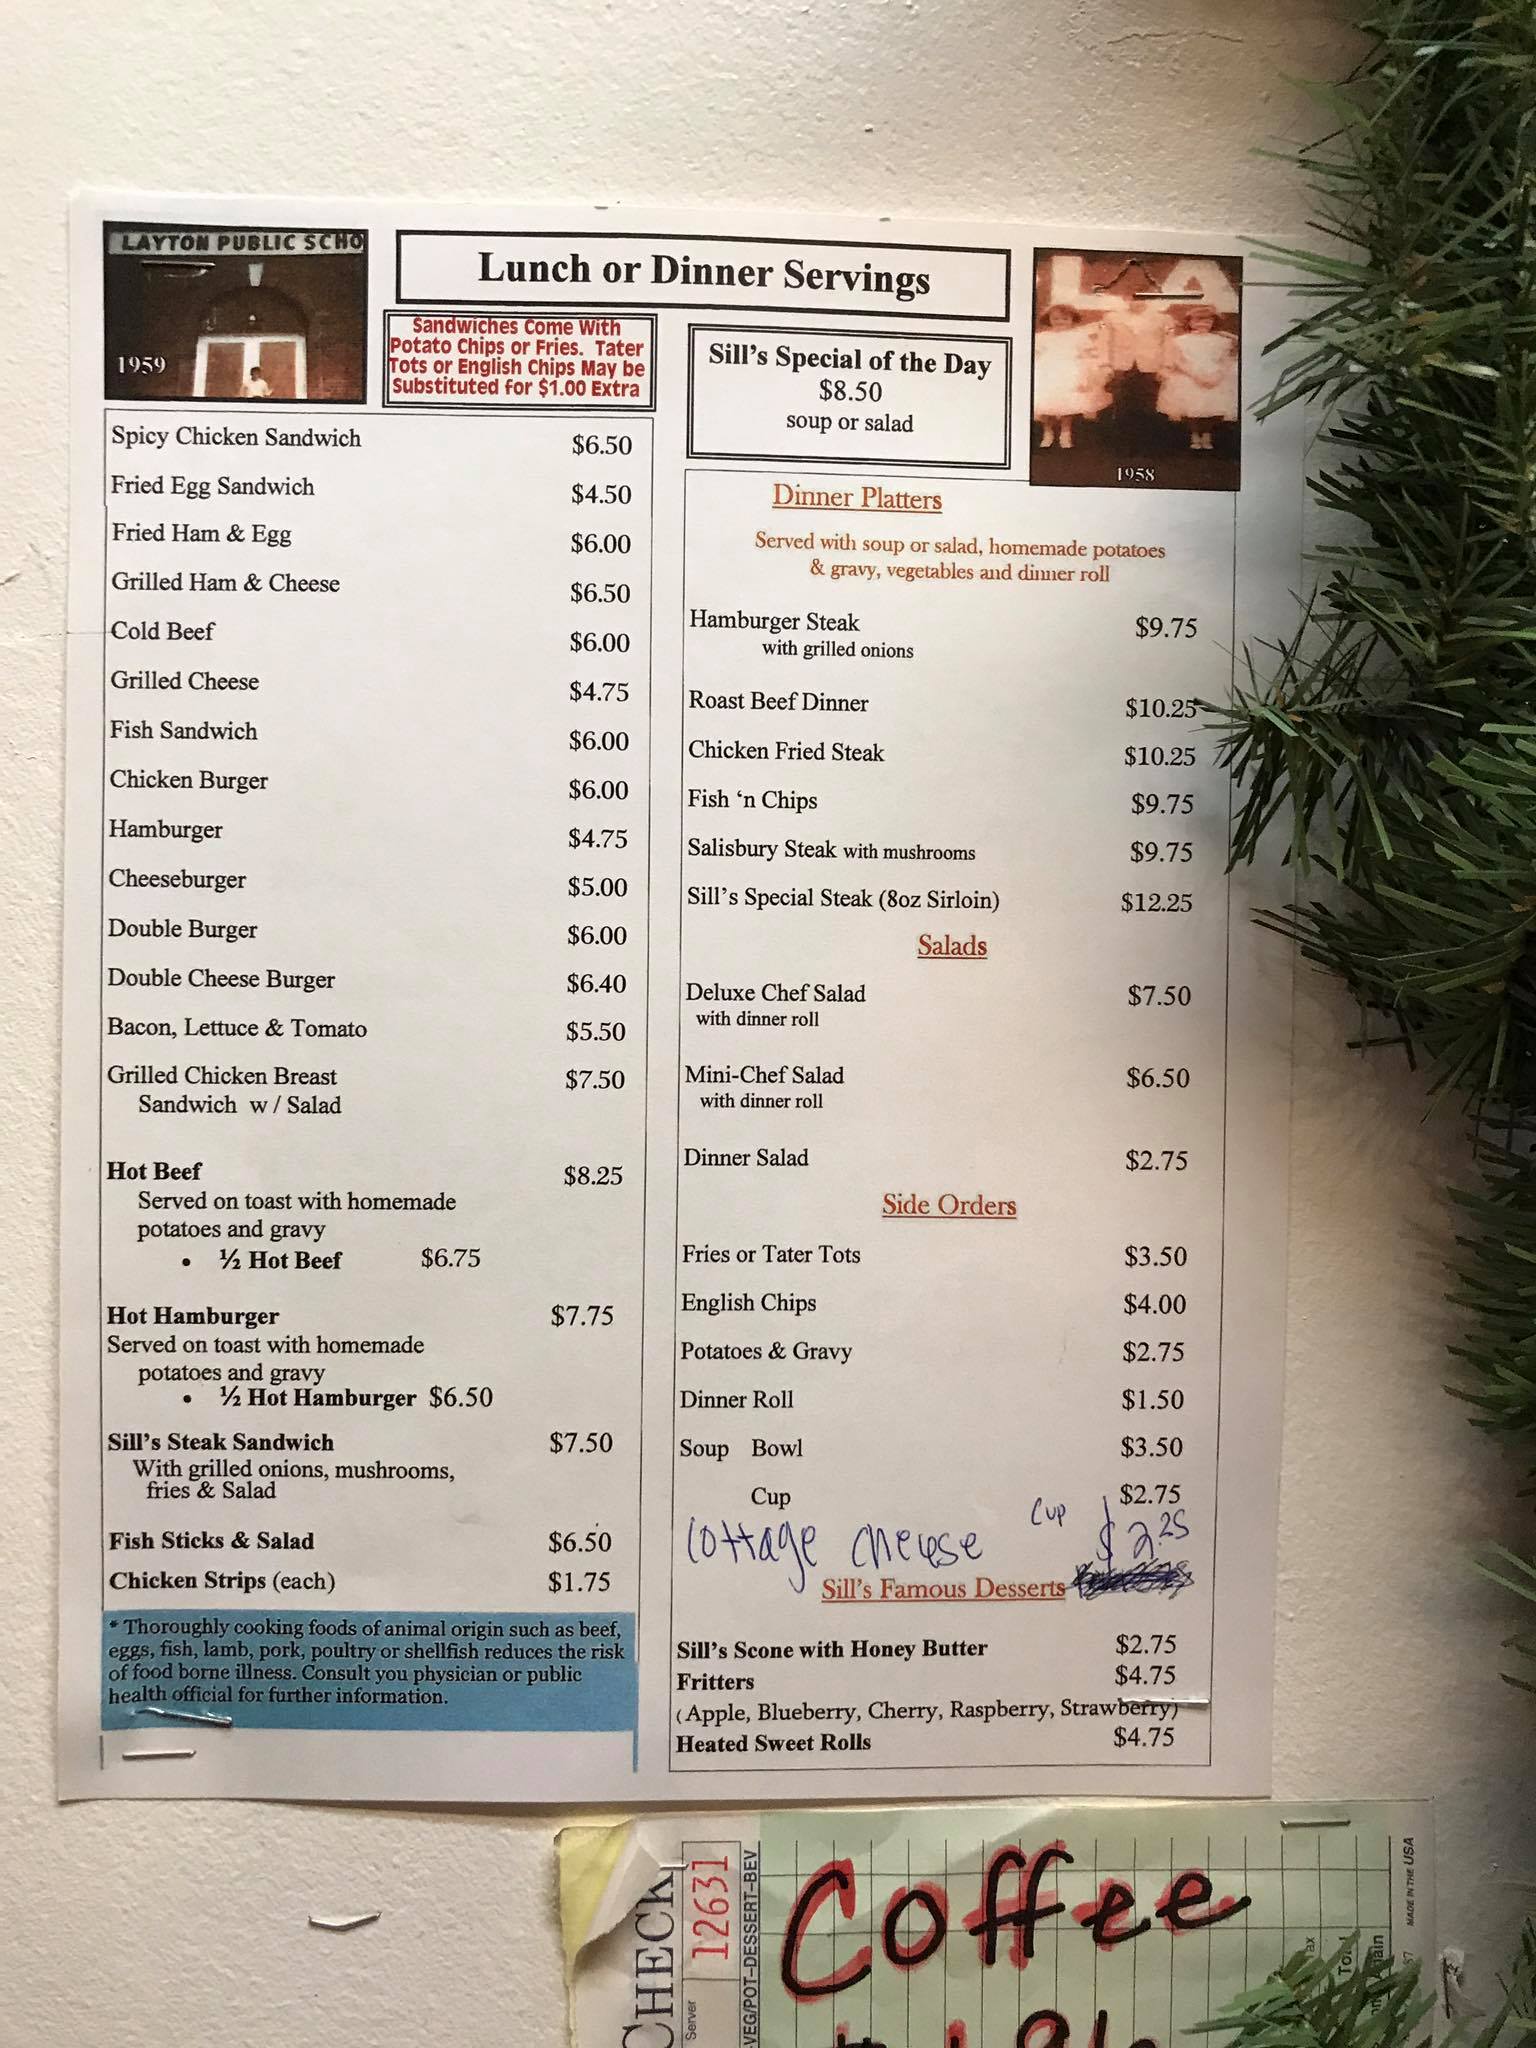 LAYTON PUBLIC SCHO
1959
Lunch or Dinner Servings
Sandwiches Come With
Potato Chips or Fries. Tater
Tots or English Chips May be
Substituted for $1.00 Extra
Sill's Special of the Day
$8.50
soup or salad
LA
1958
Spicy Chicken Sandwich $6.50
Fried Egg Sandwich $4.50
Fried Ham & Egg $6.00
Grilled Ham & Cheese $6.50
Cold Beef $6.00
Grilled Cheese $4.75
Fish Sandwich $6.00
Chicken Burger $6.00
Hamburger $4.75
Cheeseburger $5.00
Double Burger $6.00
Double Cheese Burger $6.40
Bacon, Lettuce & Tomato $5.50
Grilled Chicken Breast $7.50
Sandwich w / Salad
Hot Beef $8.25
Served on toast with homemade
potatoes and gravy
• ½ Hot Beef $6.75
Hot Hamburger $7.75
Served on toast with homemade
potatoes and gravy
• ½ Hot Hamburger $6.50
Sill's Steak Sandwich $7.50
With grilled onions, mushrooms,
fries & Salad
Fish Sticks & Salad $6.50
Chicken Strips (each) $1.75
* Thoroughly cooking foods of animal origin such as beef,
eggs, fish, lamb, pork, poultry or shellfish reduces the risk
of food borne illness. Consult you physician or public
health official for further information.
Dinner Platters
Served with soup or salad, homemade potatoes
& gravy, vegetables and dinner roll
Hamburger Steak $9.75
with grilled onions
Roast Beef Dinner $10.25
Chicken Fried Steak $10.25
Fish 'n Chips $9.75
Salisbury Steak with mushrooms $9.75
Sill's Special Steak (8oz Sirloin) $12.25
Salads
Deluxe Chef Salad $7.50
with dinner roll
Mini-Chef Salad $6.50
with dinner roll
Dinner Salad $2.75
Side Orders
Fries or Tater Tots $3.50
English Chips $4.00
Potatoes & Gravy $2.75
Dinner Roll $1.50
Soup Bowl $3.50
Cup $2.75
Cottage cheese Cup $2.25
Sill's Famous Desserts
Sill's Scone with Honey Butter $2.75
Fritters $4.75
(Apple, Blueberry, Cherry, Raspberry, Strawberry)
Heated Sweet Rolls $4.75
CHECK
12631
Server
-VEG/POT-DESSERT-BEV
Coffee
MADE IN THE USA